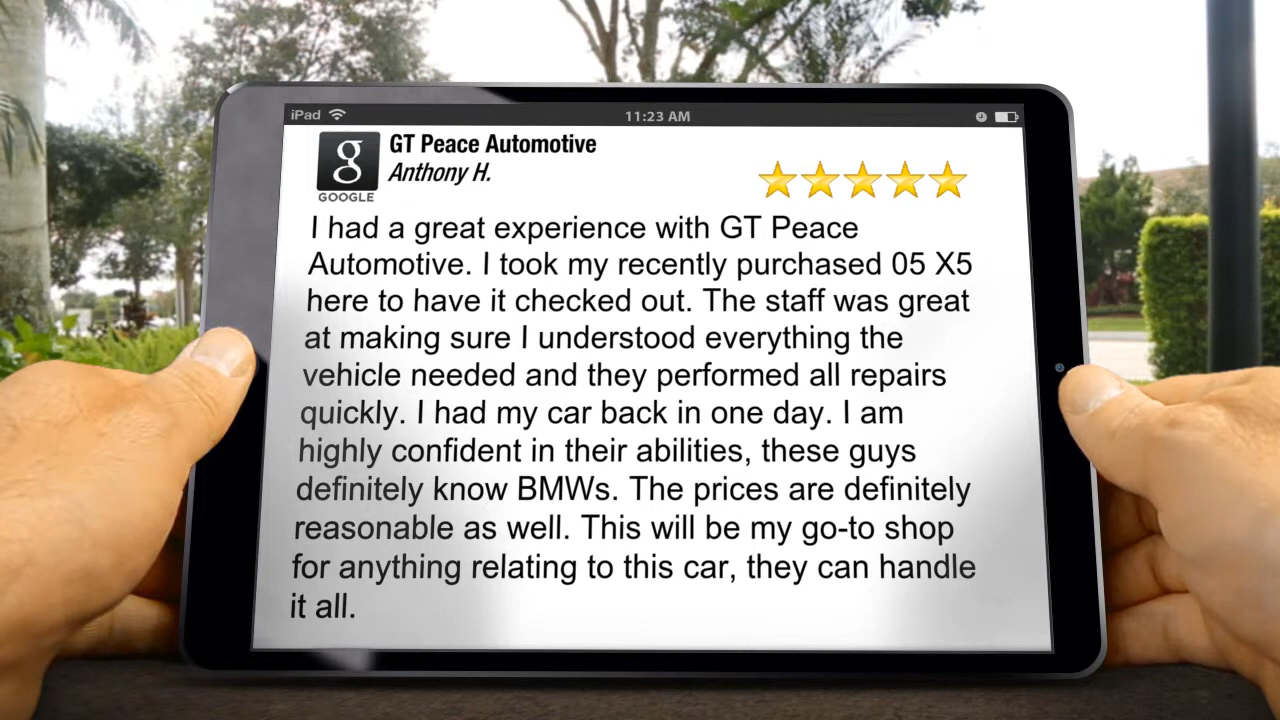 iPad
11:23 AM
g
GOOGLE
GT Peace Automotive
Anthony H.
I had a great experience with GT Peace
Automotive. I took my recently purchased 05 X5
here to have it checked out. The staff was great
at making sure I understood everything the
vehicle needed and they performed all repairs
quickly. I had my car back in one day. I am
highly confident in their abilities, these guys
definitely know BMWs. The prices are definitely
reasonable as well. This will be my go-to shop
for anything relating to this car, they can handle
it all.